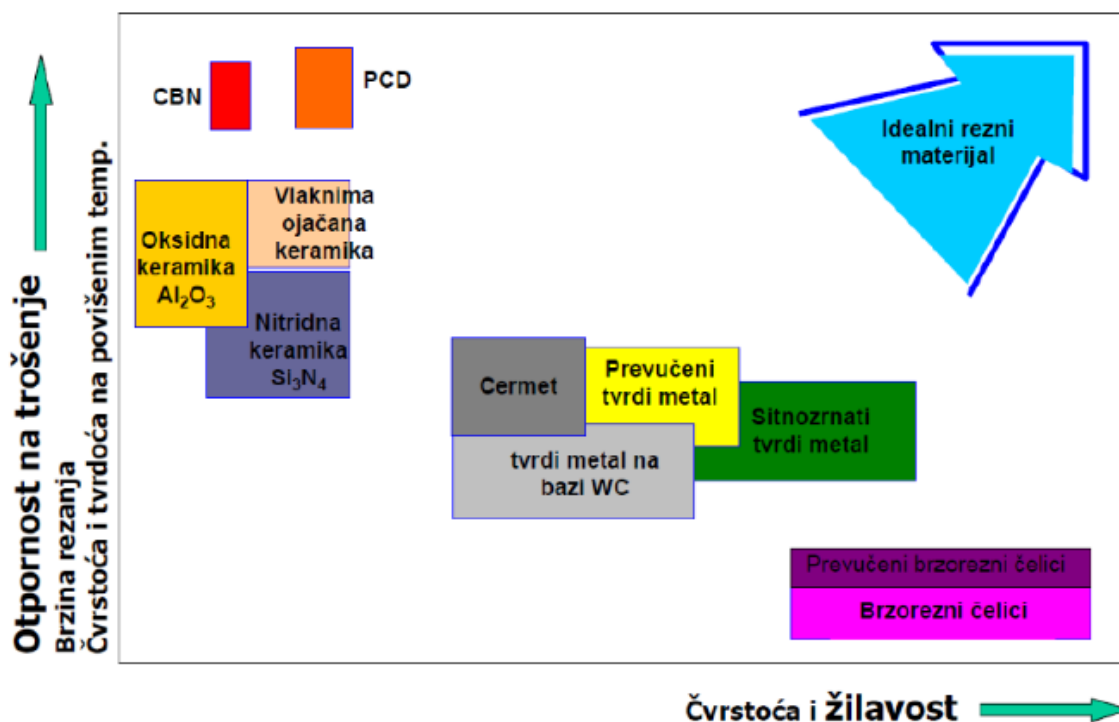 Otpornost na trošenje
Brzina rezanja
Čvrstoća i tvrdoća na povišenim temp.
CBN
PCD
Idealni rezni
materijal
Oksidna
keramika
Al₂O₃
Vlaknima
ojačana
keramika
Nitridna
keramika
Si₃N₄
Cermet
Prevučeni
tvrdi metal
Sitnozrnati
tvrdi metal
tvrdi metal na
bazi WC
Prevučeni brzorezni čelici
Brzorezni čelici
Čvrstoća i žilavost